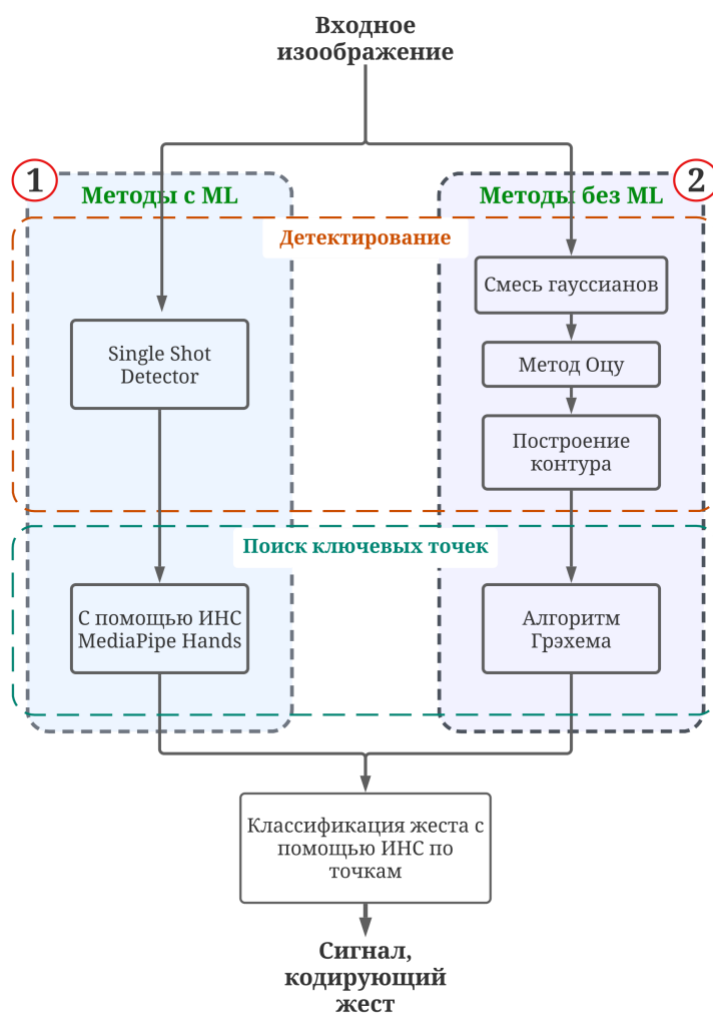 Входное
изоображение
1
Методы с ML
Методы без ML
2
Детектирование
Single Shot
Detector
Смесь гауссианов
Метод Оцу
Построение
контура
Поиск ключевых точек
С помощью ИНС
MediaPipe Hands
Алгоритм
Грэхема
Классификация жеста с
помощью ИНС по
точкам
Сигнал,
кодирующий
жест